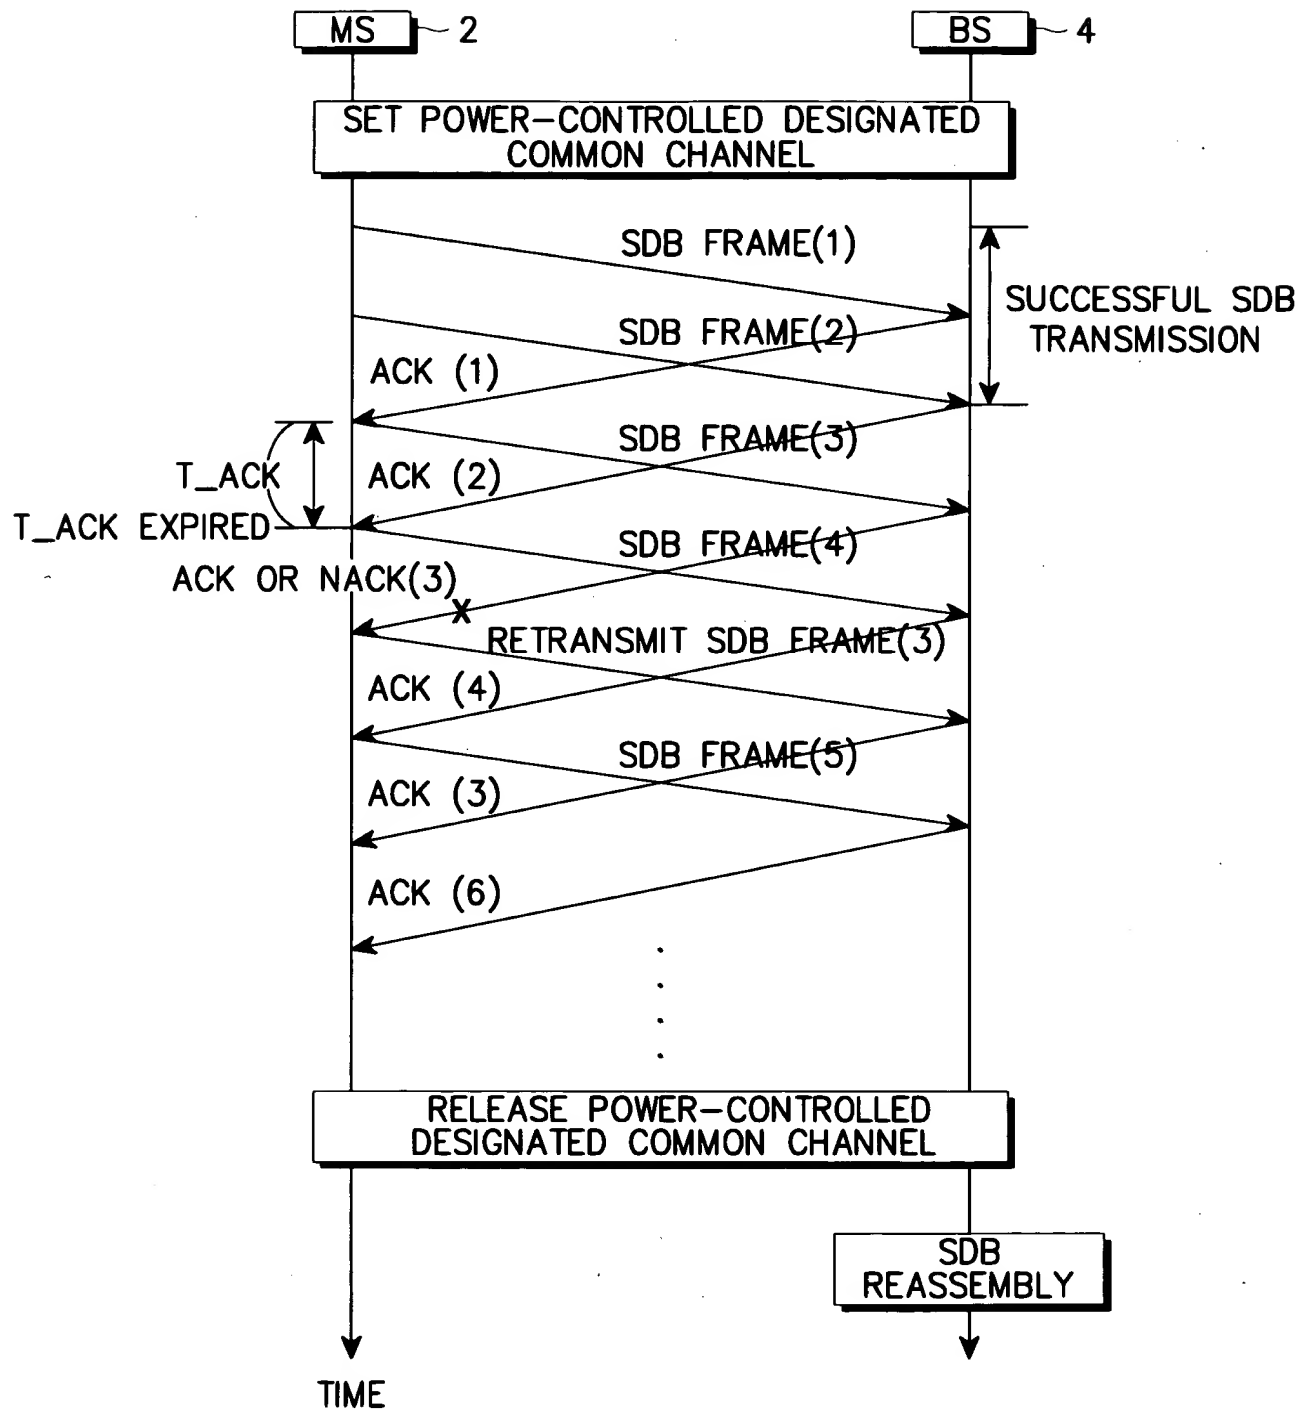 MS 2
BS 4
SET POWER-CONTROLLED DESIGNATED
COMMON CHANNEL
SDB FRAME(1)
SUCCESSFUL SDB
TRANSMISSION
SDB FRAME(2)
ACK (1)
SDB FRAME(3)
T_ACK
ACK (2)
T_ACK EXPIRED
SDB FRAME(4)
ACK OR NACK(3)
X
RETRANSMIT SDB FRAME(3)
ACK (4)
SDB FRAME(5)
ACK (3)
ACK (6)
RELEASE POWER-CONTROLLED
DESIGNATED COMMON CHANNEL
SDB
REASSEMBLY
TIME